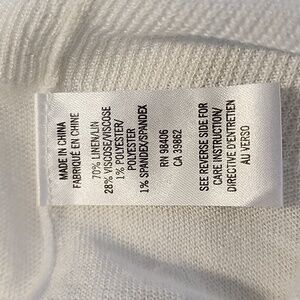 MADE IN CHINA
FABRIQUÉ EN CHINE
70% LINEN/LIN
28% VISCOSE/VISCOSE
1% POLYESTER/
POLYESTER
1% SPANDEX/SPANDEX
RN 98406
CA 39862
SEE REVERSE SIDE FOR
CARE INSTRUCTION/
DIRECTIVE D'ENTRETIEN
AU VERSO